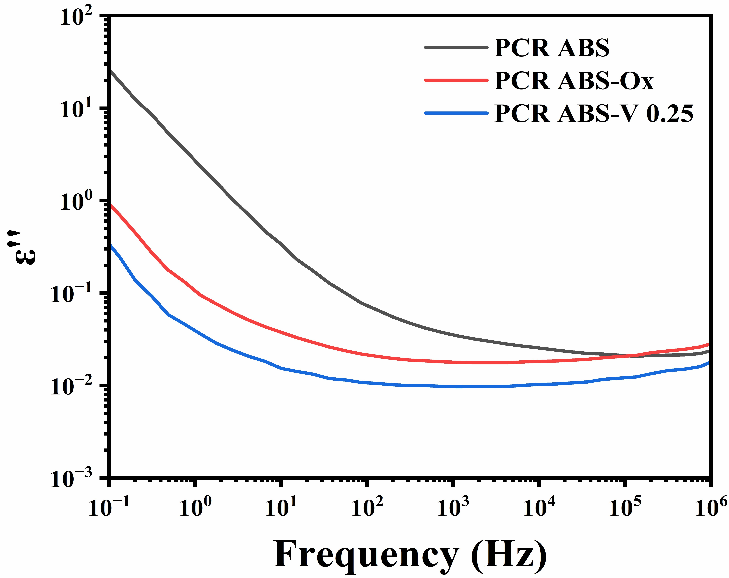 10²
10¹
10⁰
10⁻¹
10⁻²
10⁻³
ε''
PCR ABS
PCR ABS-Ox
PCR ABS-V 0.25
10⁻¹ 10⁰ 10¹ 10² 10³ 10⁴ 10⁵ 10⁶
Frequency (Hz)